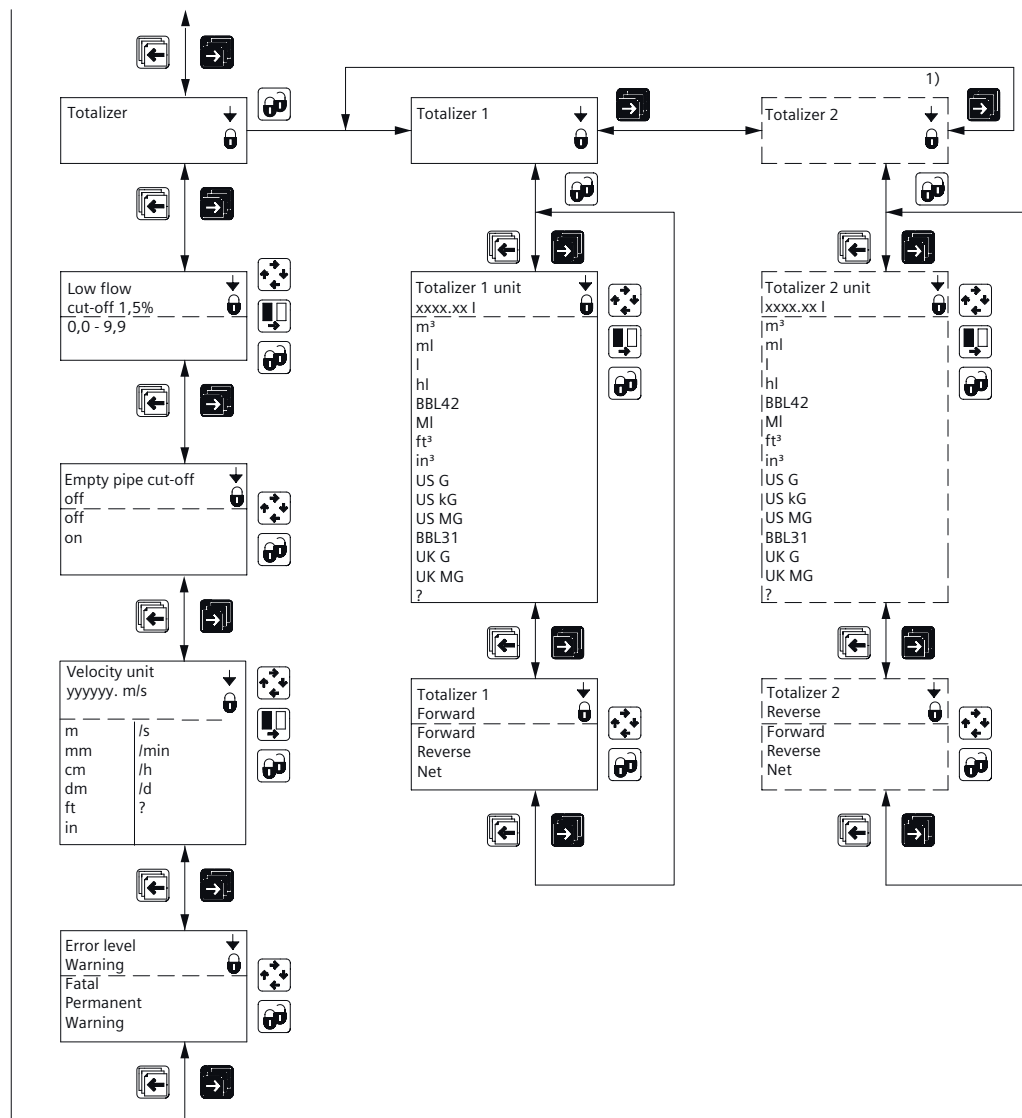 Totalizer
Low flow
cut-off 1,5%
0,0 - 9,9
Empty pipe cut-off
off
off
on
Velocity unit
yyyyyy. m/s
m /s
mm /min
cm /h
dm /d
ft ?
in
Error level
Warning
Fatal
Permanent
Warning
Totalizer 1
Totalizer 1 unit
xxxx.xx l
m³
ml
l
hl
BBL42
Ml
ft³
in³
US G
US kG
US MG
BBL31
UK G
UK MG
?
Totalizer 1
Forward
Forward
Reverse
Net
1)
Totalizer 2
Totalizer 2 unit
xxxx.xx l
m³
ml
l
hl
BBL42
Ml
ft³
in³
US G
US kG
US MG
BBL31
UK G
UK MG
?
Totalizer 2
Reverse
Forward
Reverse
Net